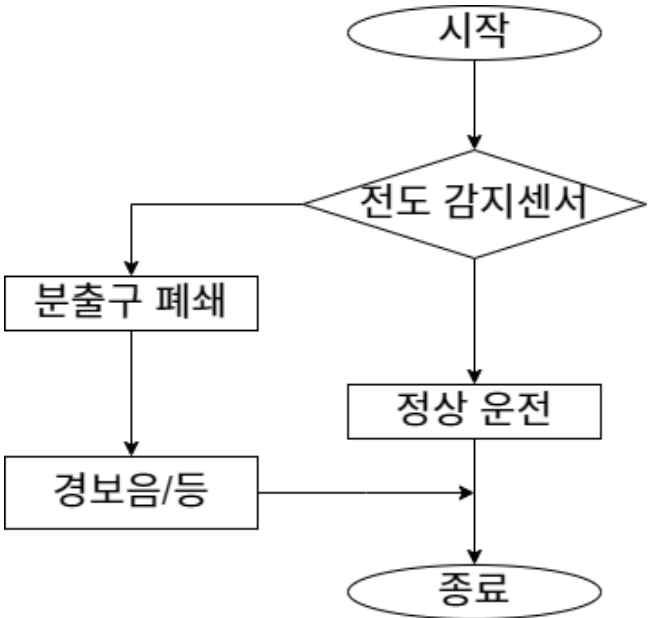 시작
전도 감지센서
분출구 폐쇄
정상 운전
경보음/등
종료